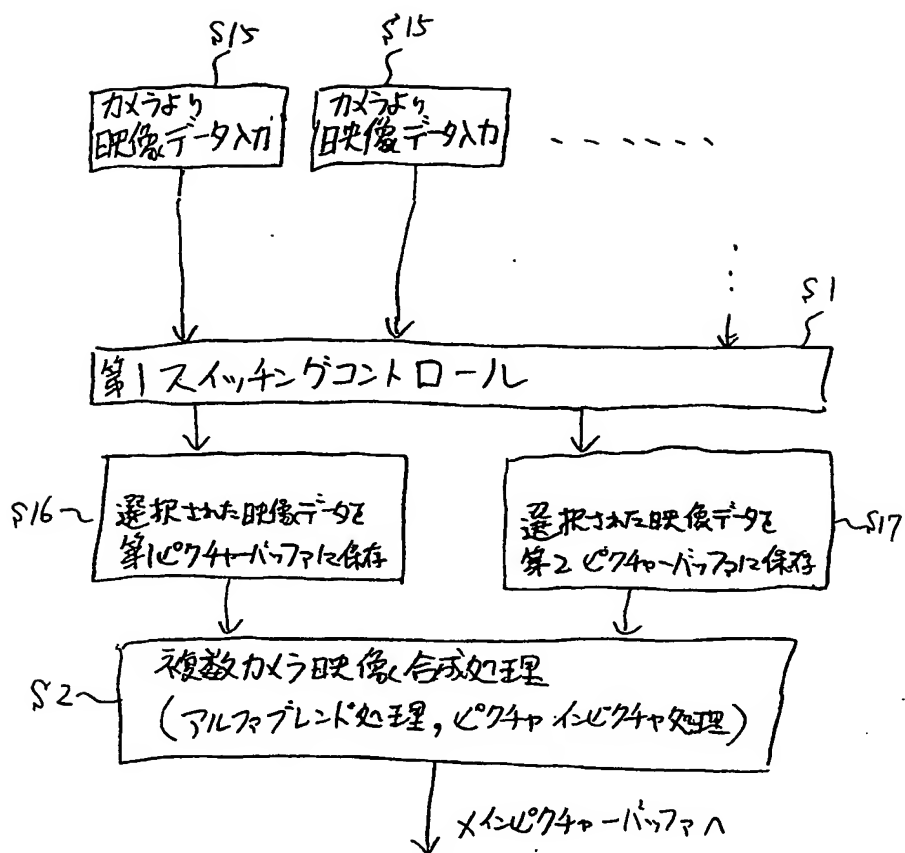 S15
S15
カメラより
映像データ入力
カメラより
映像データ入力
S1
第1スイッチングコントロール
S16
選択された映像データを
第1ピクチャーバッファに保存
選択された映像データを
第2ピクチャーバッファに保存
S17
S2
複数カメラ映像合成処理
(アルファブレンド処理,ピクチャインピクチャ処理)
メインピクチャーバッファへ